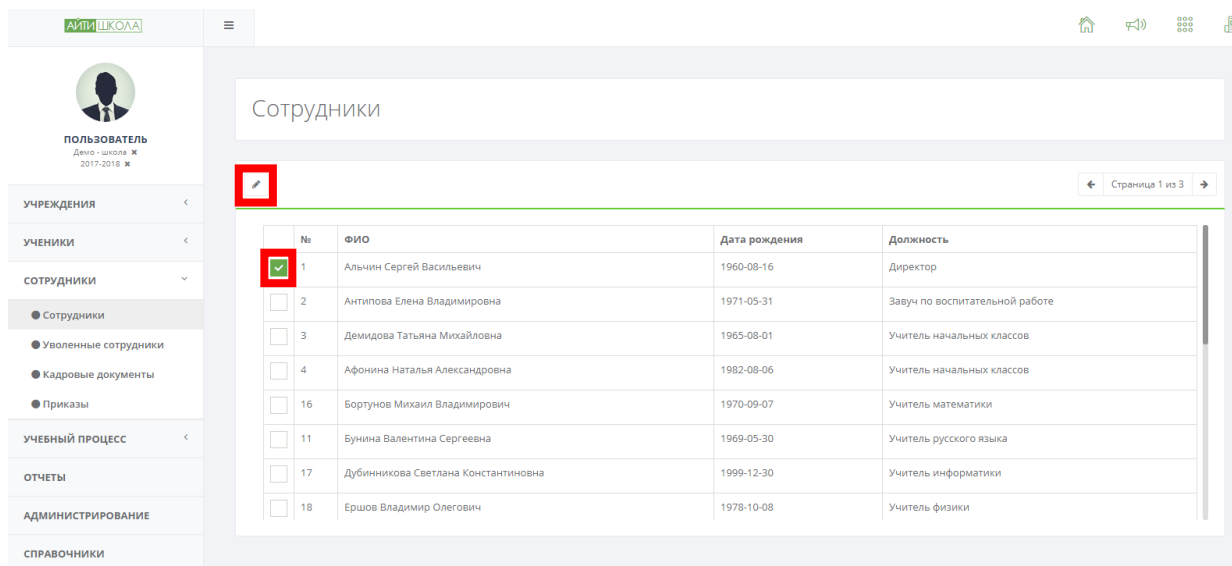 АЙТИ ШКОЛА
ПОЛЬЗОВАТЕЛЬ
Демо - школа ✖
2017-2018 ✖
УЧРЕЖДЕНИЯ
УЧЕНИКИ
СОТРУДНИКИ
Сотрудники
Уволенные сотрудники
Кадровые документы
Приказы
УЧЕБНЫЙ ПРОЦЕСС
ОТЧЕТЫ
АДМИНИСТРИРОВАНИЕ
СПРАВОЧНИКИ
Сотрудники
Страница 1 из 3
№ ФИО Дата рождения Должность
1 Альчин Сергей Васильевич 1960-08-16 Директор
2 Антипова Елена Владимировна 1971-05-31 Завуч по воспитательной работе
3 Демидова Татьяна Михайловна 1965-08-01 Учитель начальных классов
4 Афонина Наталья Александровна 1982-08-06 Учитель начальных классов
16 Бортунов Михаил Владимирович 1970-09-07 Учитель математики
11 Бунина Валентина Сергеевна 1969-05-30 Учитель русского языка
17 Дубинникова Светлана Константиновна 1999-12-30 Учитель информатики
18 Ершов Владимир Олегович 1978-10-08 Учитель физики